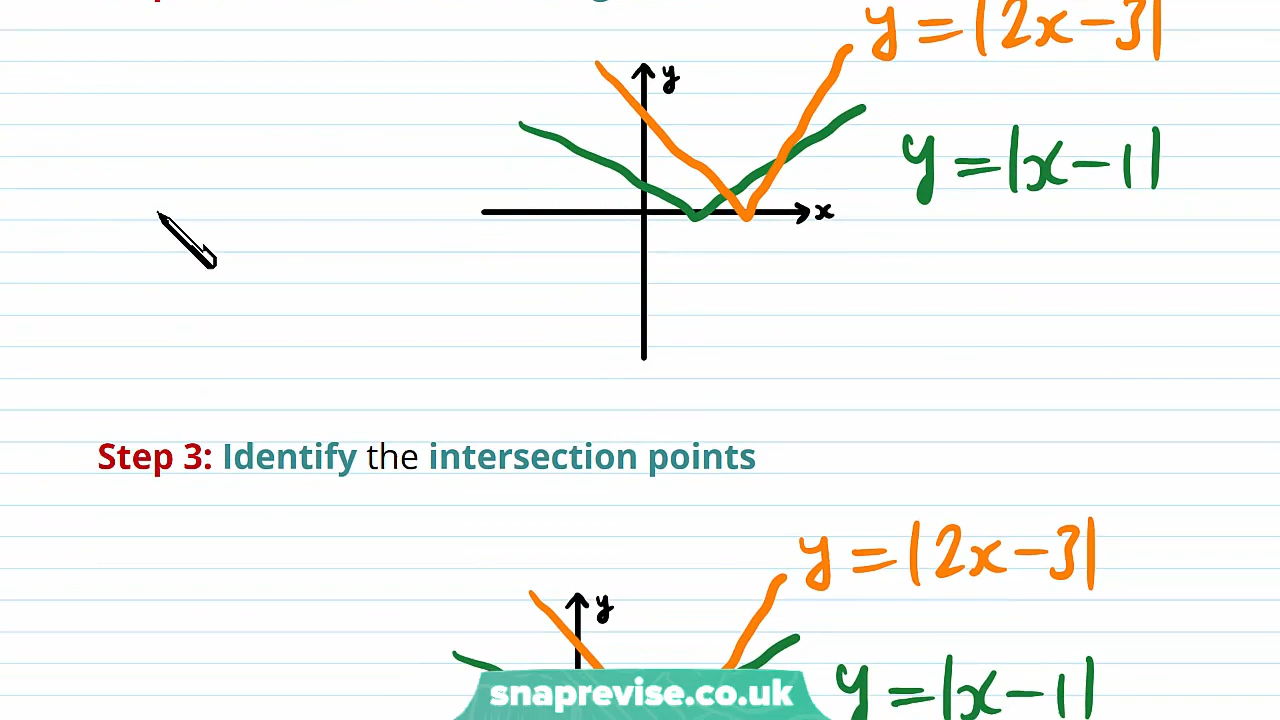 y = |2x - 3|
y
y = |x - 1|
x
Step 3: Identify the intersection points
y = |2x - 3|
y
y = |x - 1|
snaprevise.co.uk